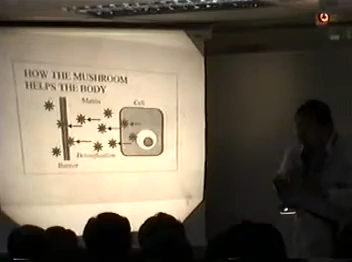 HOW THE MUSHROOM
HELPS THE BODY
Matrix
Cell
Detoxification
Barrier